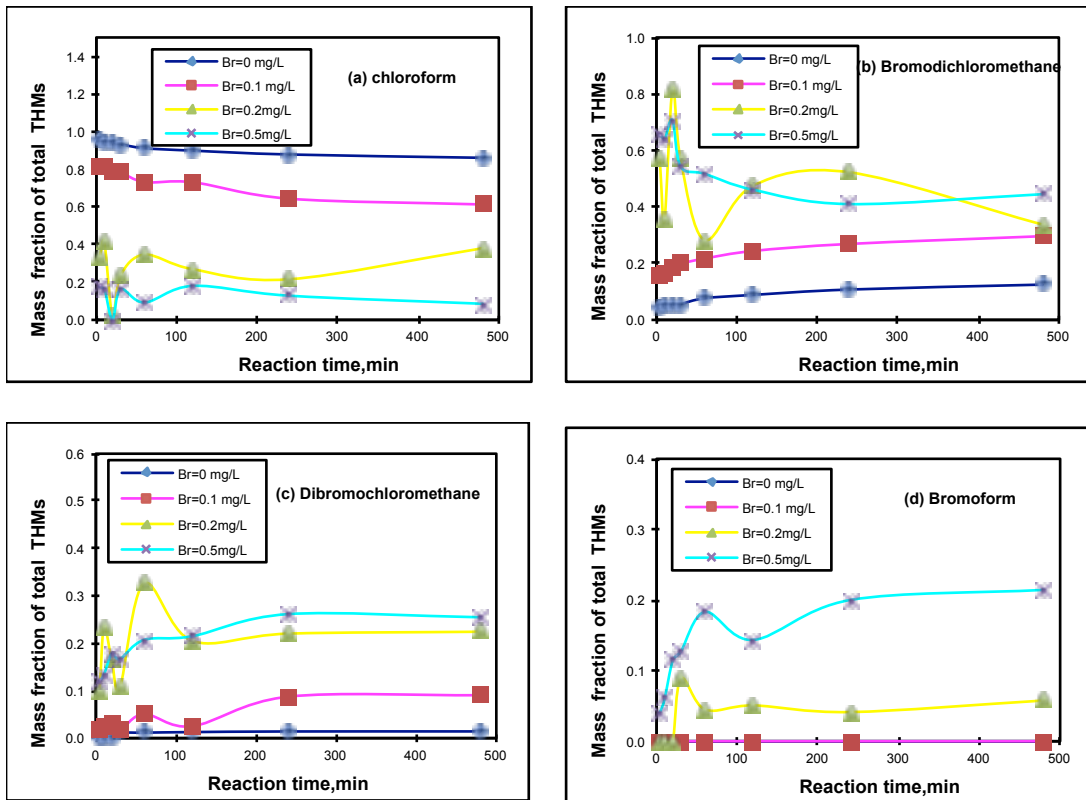 (a) chloroform
Br=0 mg/L
Br=0.1 mg/L
Br=0.2mg/L
Br=0.5mg/L
Mass fraction of total THMs
1.4
1.2
1.0
0.8
0.6
0.4
0.2
0.0
0 100 200 300 400 500
Reaction time,min
(b) Bromodichloromethane
Br=0 mg/L
Br=0.1 mg/L
Br=0.2mg/L
Br=0.5mg/L
Mass fraction of total THMs
1.0
0.8
0.6
0.4
0.2
0.0
0 100 200 300 400 500
Reaction time,min
(c) Dibromochloromethane
Br=0 mg/L
Br=0.1 mg/L
Br=0.2mg/L
Br=0.5mg/L
Mass fraction of total THMs
0.6
0.5
0.4
0.3
0.2
0.1
0.0
0 100 200 300 400 500
Reaction time,min
(d) Bromoform
Br=0 mg/L
Br=0.1 mg/L
Br=0.2mg/L
Br=0.5mg/L
Mass fraction of total THMs
0.4
0.3
0.2
0.1
0.0
0 100 200 300 400 500
Reaction time,min